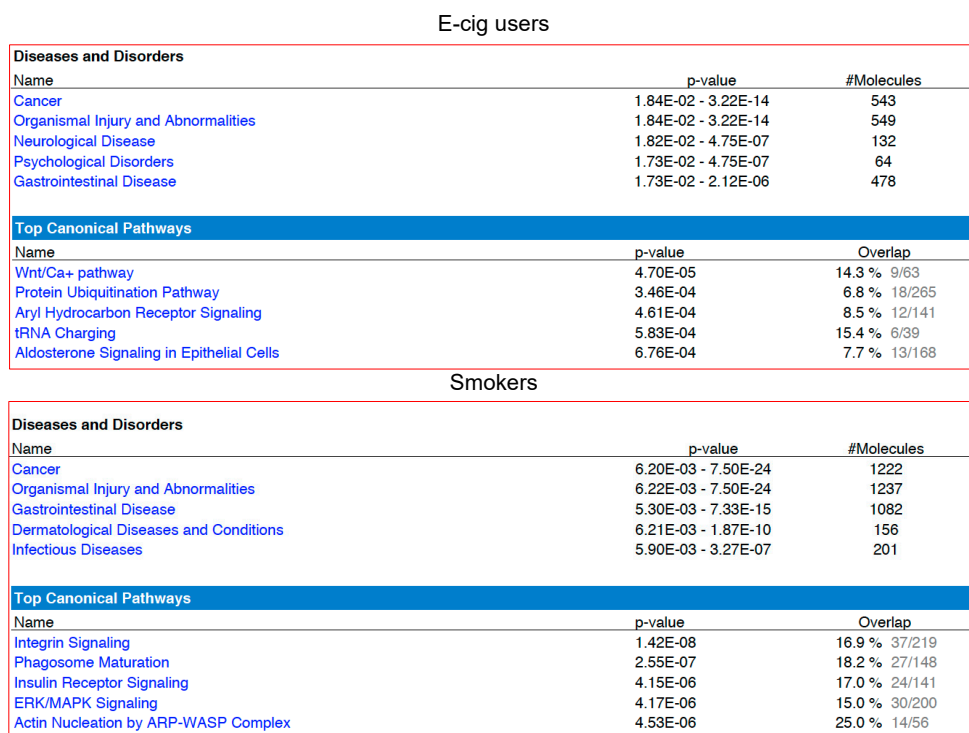 E-cig users
Diseases and Disorders
Name p-value #Molecules
Cancer 1.84E-02 - 3.22E-14 543
Organismal Injury and Abnormalities 1.84E-02 - 3.22E-14 549
Neurological Disease 1.82E-02 - 4.75E-07 132
Psychological Disorders 1.73E-02 - 4.75E-07 64
Gastrointestinal Disease 1.73E-02 - 2.12E-06 478
Top Canonical Pathways
Name p-value Overlap
Wnt/Ca+ pathway 4.70E-05 14.3 % 9/63
Protein Ubiquitination Pathway 3.46E-04 6.8 % 18/265
Aryl Hydrocarbon Receptor Signaling 4.61E-04 8.5 % 12/141
tRNA Charging 5.83E-04 15.4 % 6/39
Aldosterone Signaling in Epithelial Cells 6.76E-04 7.7 % 13/168
Smokers
Diseases and Disorders
Name p-value #Molecules
Cancer 6.20E-03 - 7.50E-24 1222
Organismal Injury and Abnormalities 6.22E-03 - 7.50E-24 1237
Gastrointestinal Disease 5.30E-03 - 7.33E-15 1082
Dermatological Diseases and Conditions 6.21E-03 - 1.87E-10 156
Infectious Diseases 5.90E-03 - 3.27E-07 201
Top Canonical Pathways
Name p-value Overlap
Integrin Signaling 1.42E-08 16.9 % 37/219
Phagosome Maturation 2.55E-07 18.2 % 27/148
Insulin Receptor Signaling 4.15E-06 17.0 % 24/141
ERK/MAPK Signaling 4.17E-06 15.0 % 30/200
Actin Nucleation by ARP-WASP Complex 4.53E-06 25.0 % 14/56